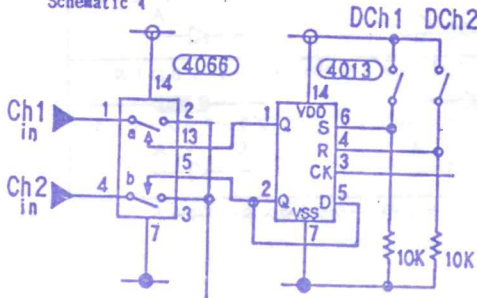 Schematic 4
DCh1 DCh2
4066
4013
14
14
Ch1
in
1
2
a
13
5
Ch2
in
4
b
3
7
1
VDD
6
Q
S
4
R
3
CK
2
5
Q
D
VSS
7
10K
10K